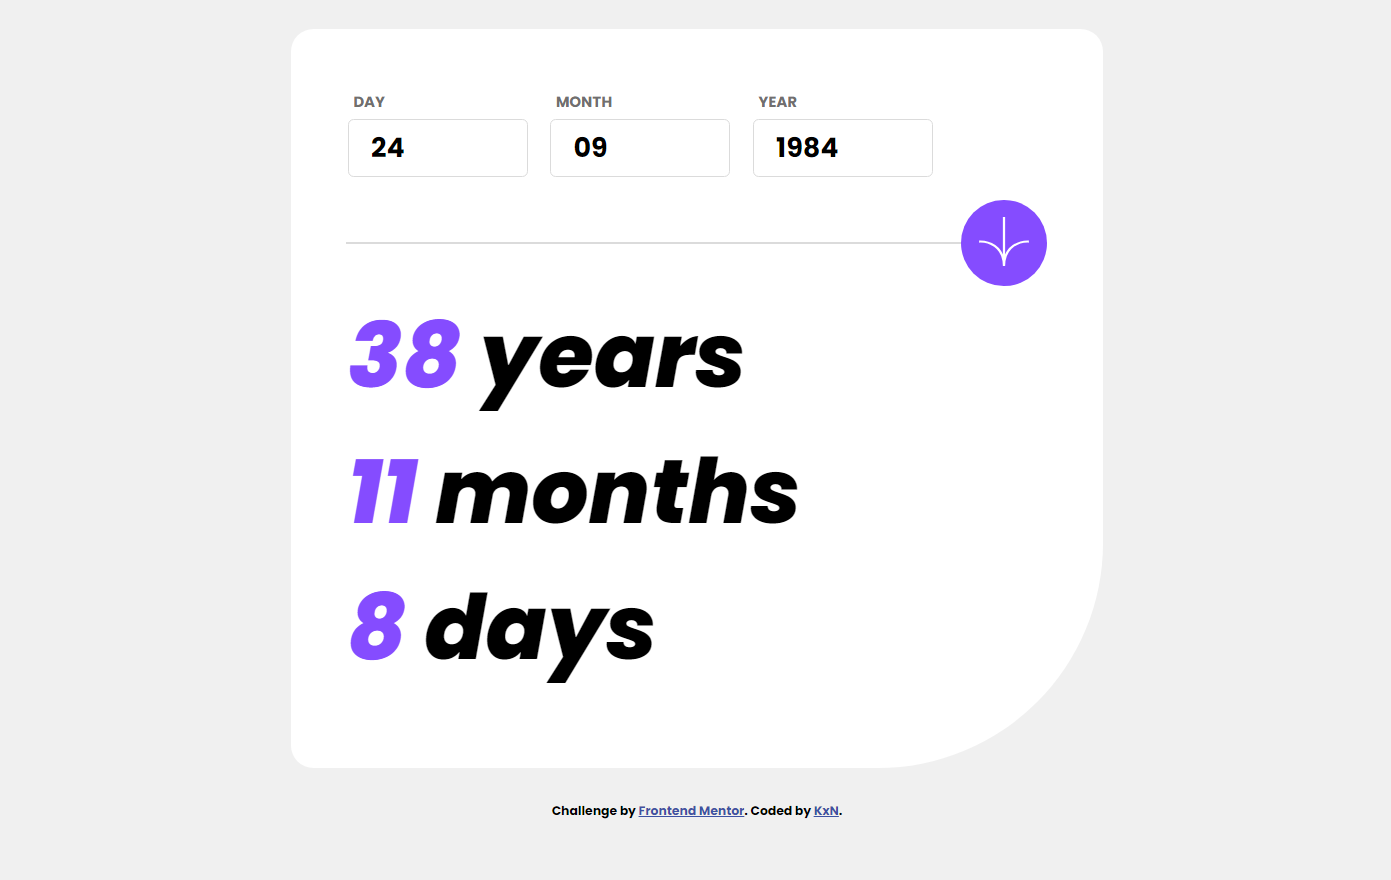 DAY MONTH YEAR
24 09 1984
38 years
11 months
8 days
Challenge by Frontend Mentor. Coded by KxN.